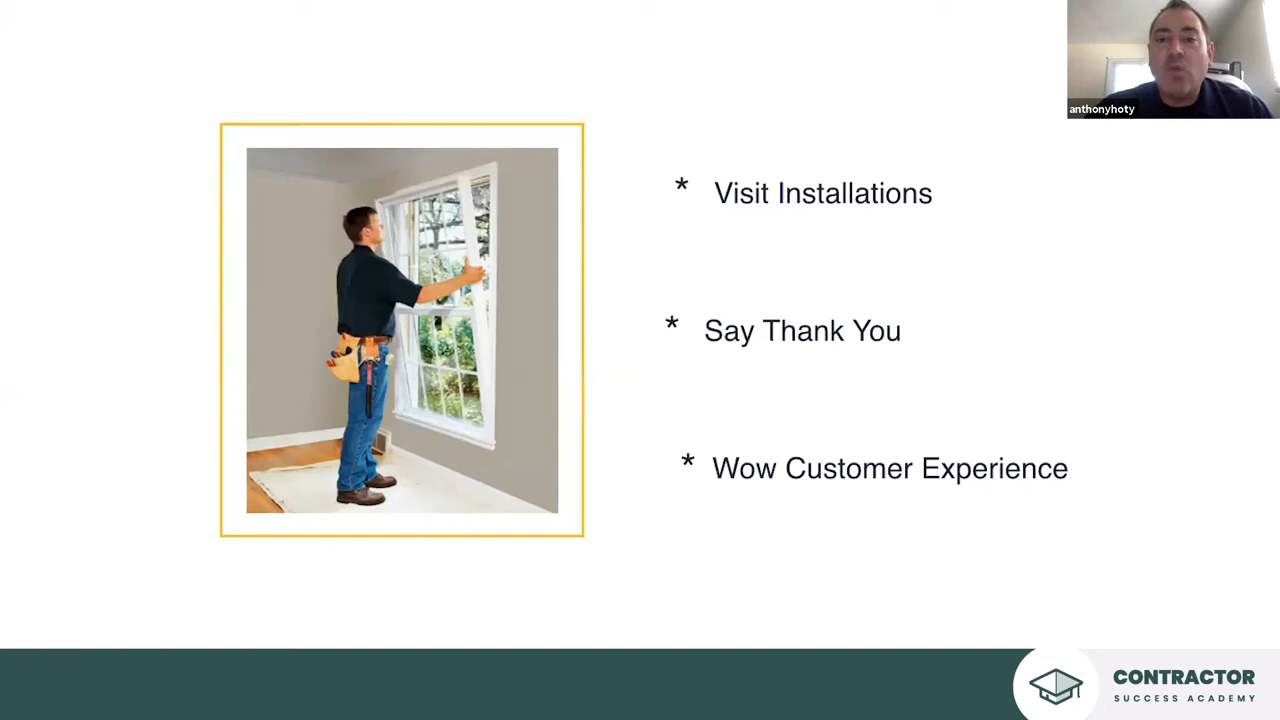 anthonyhoty
* Visit Installations
* Say Thank You
* Wow Customer Experience
CONTRACTOR
SUCCESS ACADEMY